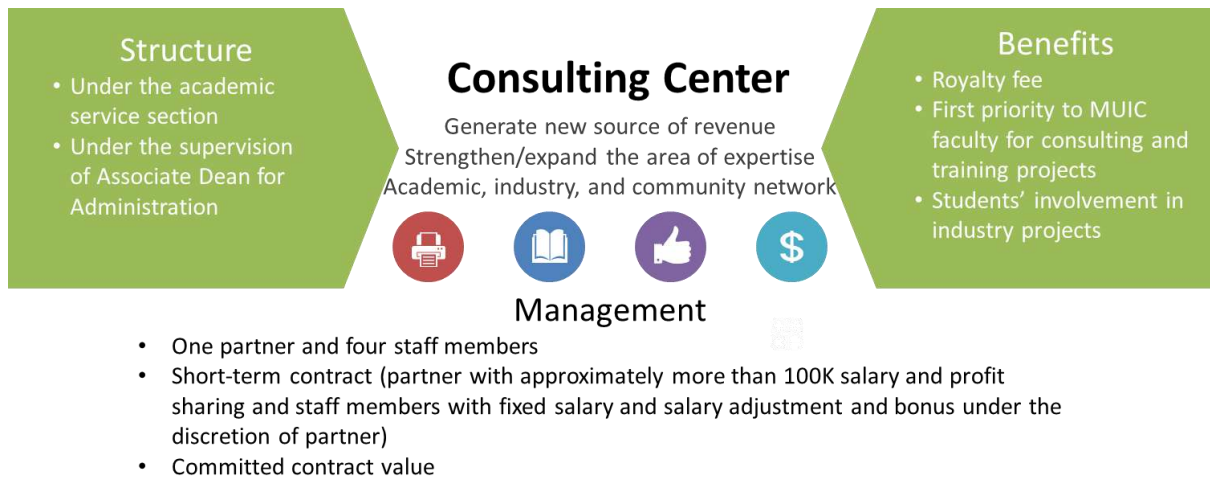 Structure
• Under the academic
service section
• Under the supervision
of Associate Dean for
Administration
Consulting Center
Generate new source of revenue
Strengthen/expand the area of expertise
Academic, industry, and community network
$
Benefits
• Royalty fee
• First priority to MUIC
faculty for consulting and
training projects
• Students’ involvement in
industry projects
Management
• One partner and four staff members
• Short-term contract (partner with approximately more than 100K salary and profit
sharing and staff members with fixed salary and salary adjustment and bonus under the
discretion of partner)
• Committed contract value